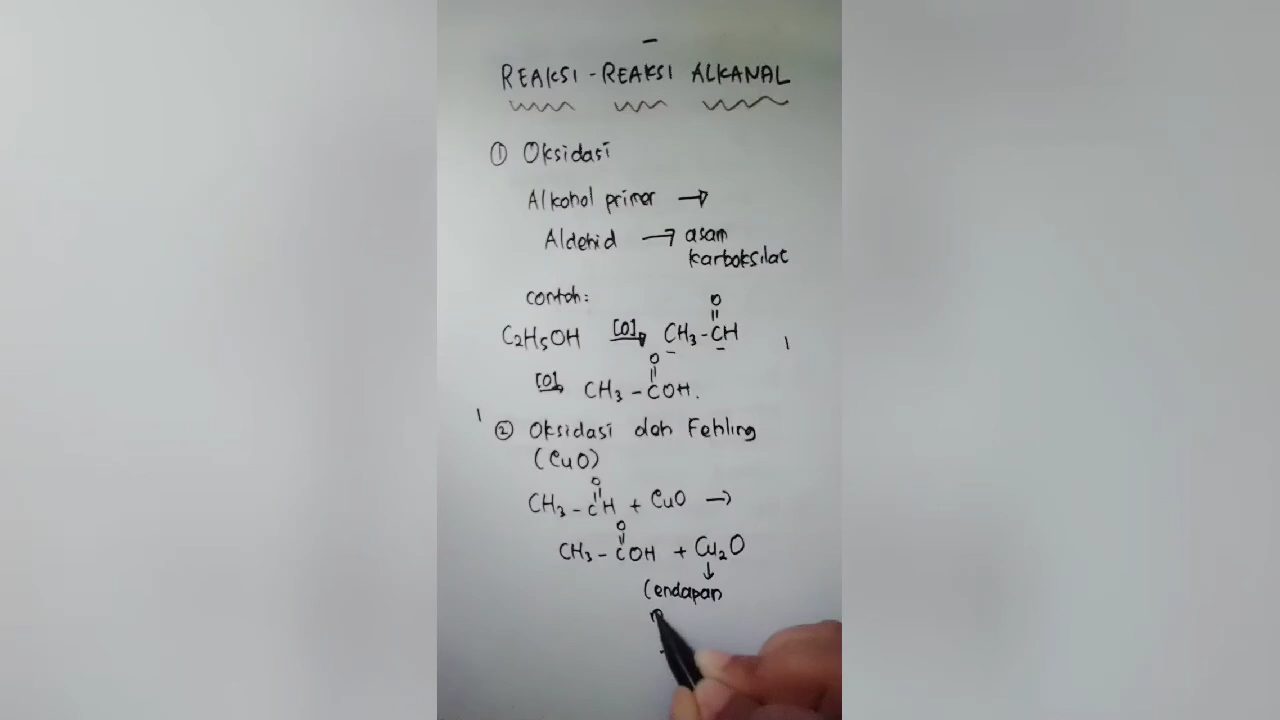 REAKSI-REAKSI ALKANAL
① Oksidasi
Alkohol primer →
Aldehid → asam
karboksilat
contoh:
O
C2H5OH [O]→ CH3-CH
O
[O]→ CH3-COH.
② Oksidasi dgn Fehling
(CuO)
O
CH3-CH + CuO →
O
CH3-COH + Cu2O
↓
(endapan